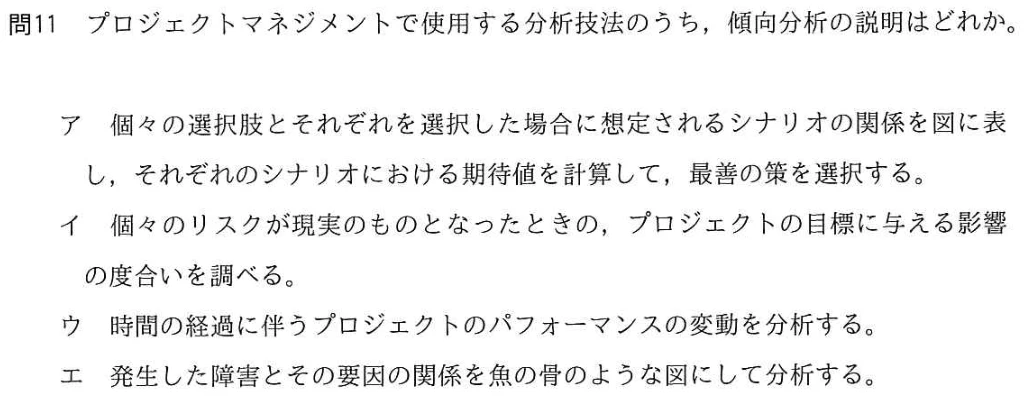 問11 プロジェクトマネジメントで使用する分析技法のうち，傾向分析の説明はどれか。
ア 個々の選択肢とそれぞれを選択した場合に想定されるシナリオの関係を図に表
し，それぞれのシナリオにおける期待値を計算して，最善の策を選択する。
イ 個々のリスクが現実のものとなったときの，プロジェクトの目標に与える影響
の度合いを調べる。
ウ 時間の経過に伴うプロジェクトのパフォーマンスの変動を分析する。
エ 発生した障害とその要因の関係を魚の骨のような図にして分析する。